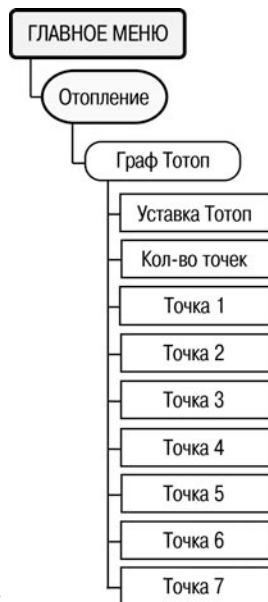 ГЛАВНОЕ МЕНЮ
Отопление
Граф Тотоп
Уставка Тотоп
Кол-во точек
Точка 1
Точка 2
Точка 3
Точка 4
Точка 5
Точка 6
Точка 7